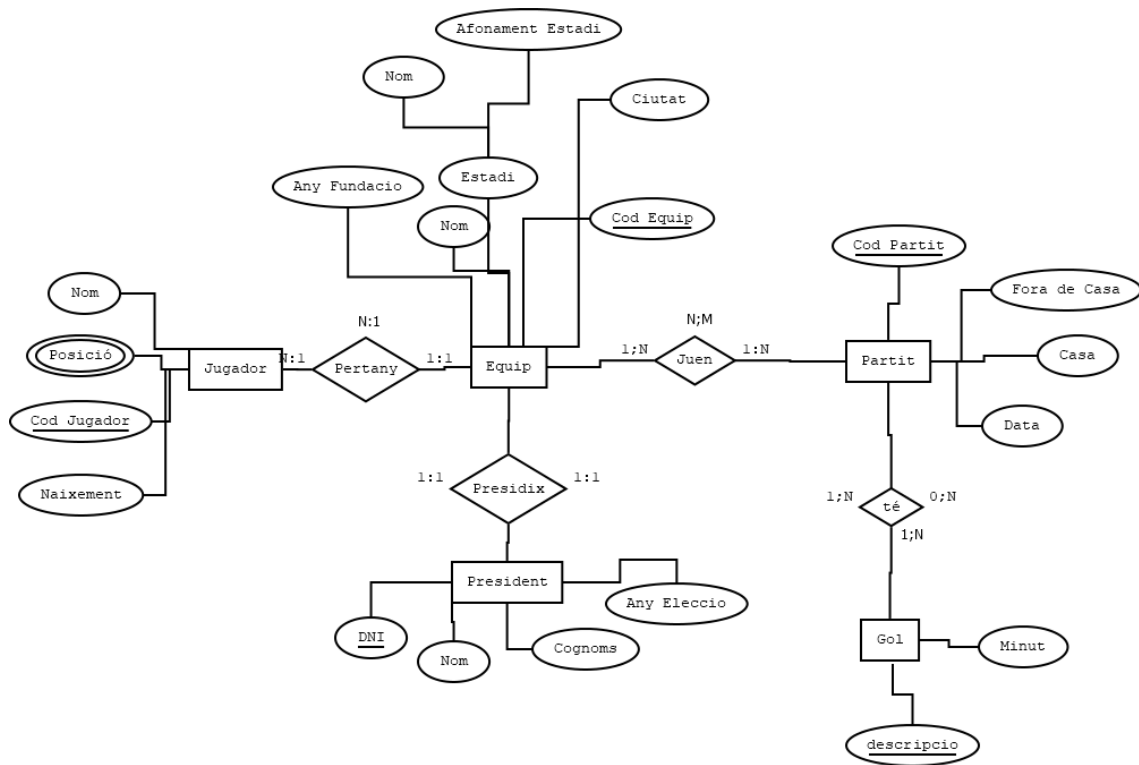 Afonament Estadi
Nom
Ciutat
Estadi
Any Fundacio
Nom
Cod Equip
Cod Partit
Nom
Fora de Casa
N:1
N;M
Posició
Jugador
N:1
Pertany
1:1
Equip
1;N
Juen
1:N
Partit
Casa
Cod Jugador
Data
Naixement
1:1
Presidix
1:1
1;N
té
0;N
1;N
President
Any Eleccio
DNI
Nom
Cognoms
Gol
Minut
descripcio